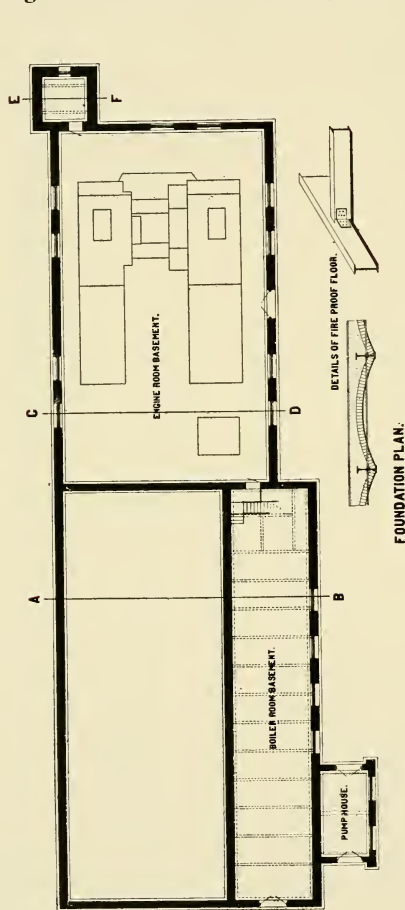 E
F
C
D
ENGINE ROOM BASEMENT.
DETAILS OF FIRE PROOF FLOOR.
A
B
BOILER ROOM BASEMENT.
PUMP HOUSE.
FOUNDATION PLAN.